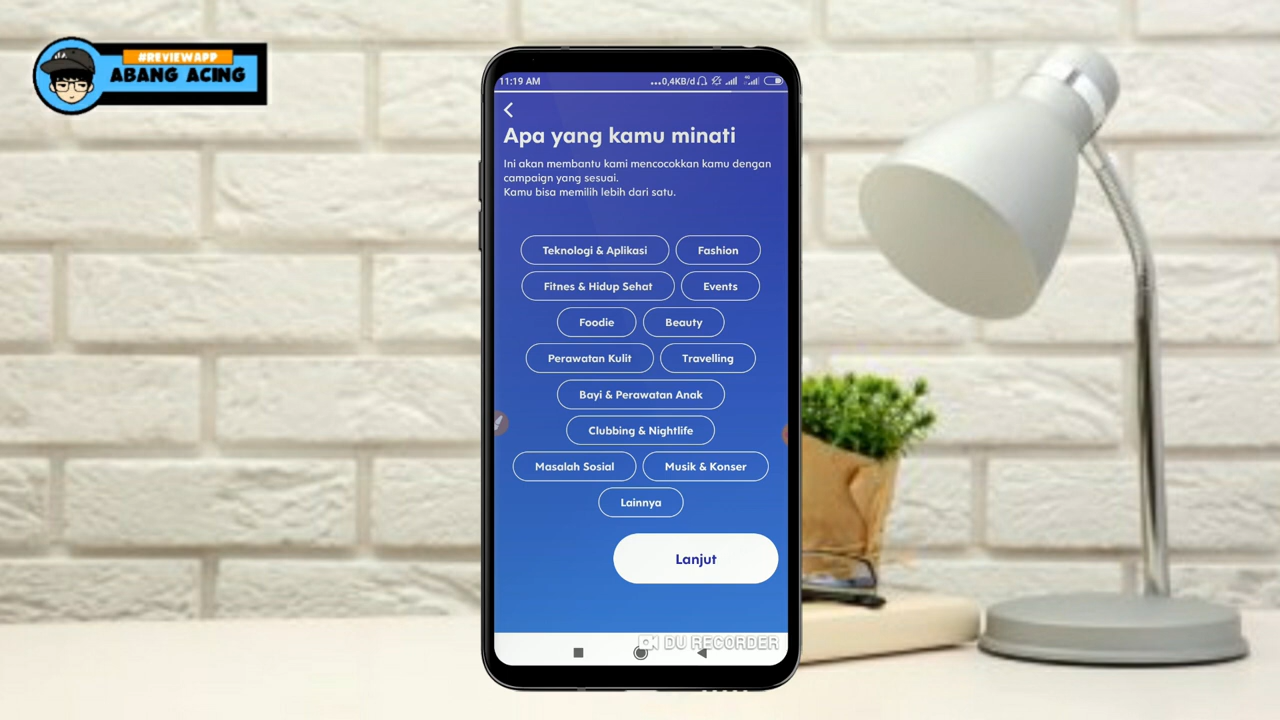 #REVIEWAPP
ABANG ACING
11:19 AM
...0,4KB/d
Apa yang kamu minati
Ini akan membantu kami mencocokkan kamu dengan
campaign yang sesuai.
Kamu bisa memilih lebih dari satu.
Teknologi & Aplikasi
Fashion
Fitnes & Hidup Sehat
Events
Foodie
Beauty
Perawatan Kulit
Travelling
Bayi & Perawatan Anak
Clubbing & Nightlife
Masalah Sosial
Musik & Konser
Lainnya
Lanjut
DU RECORDER